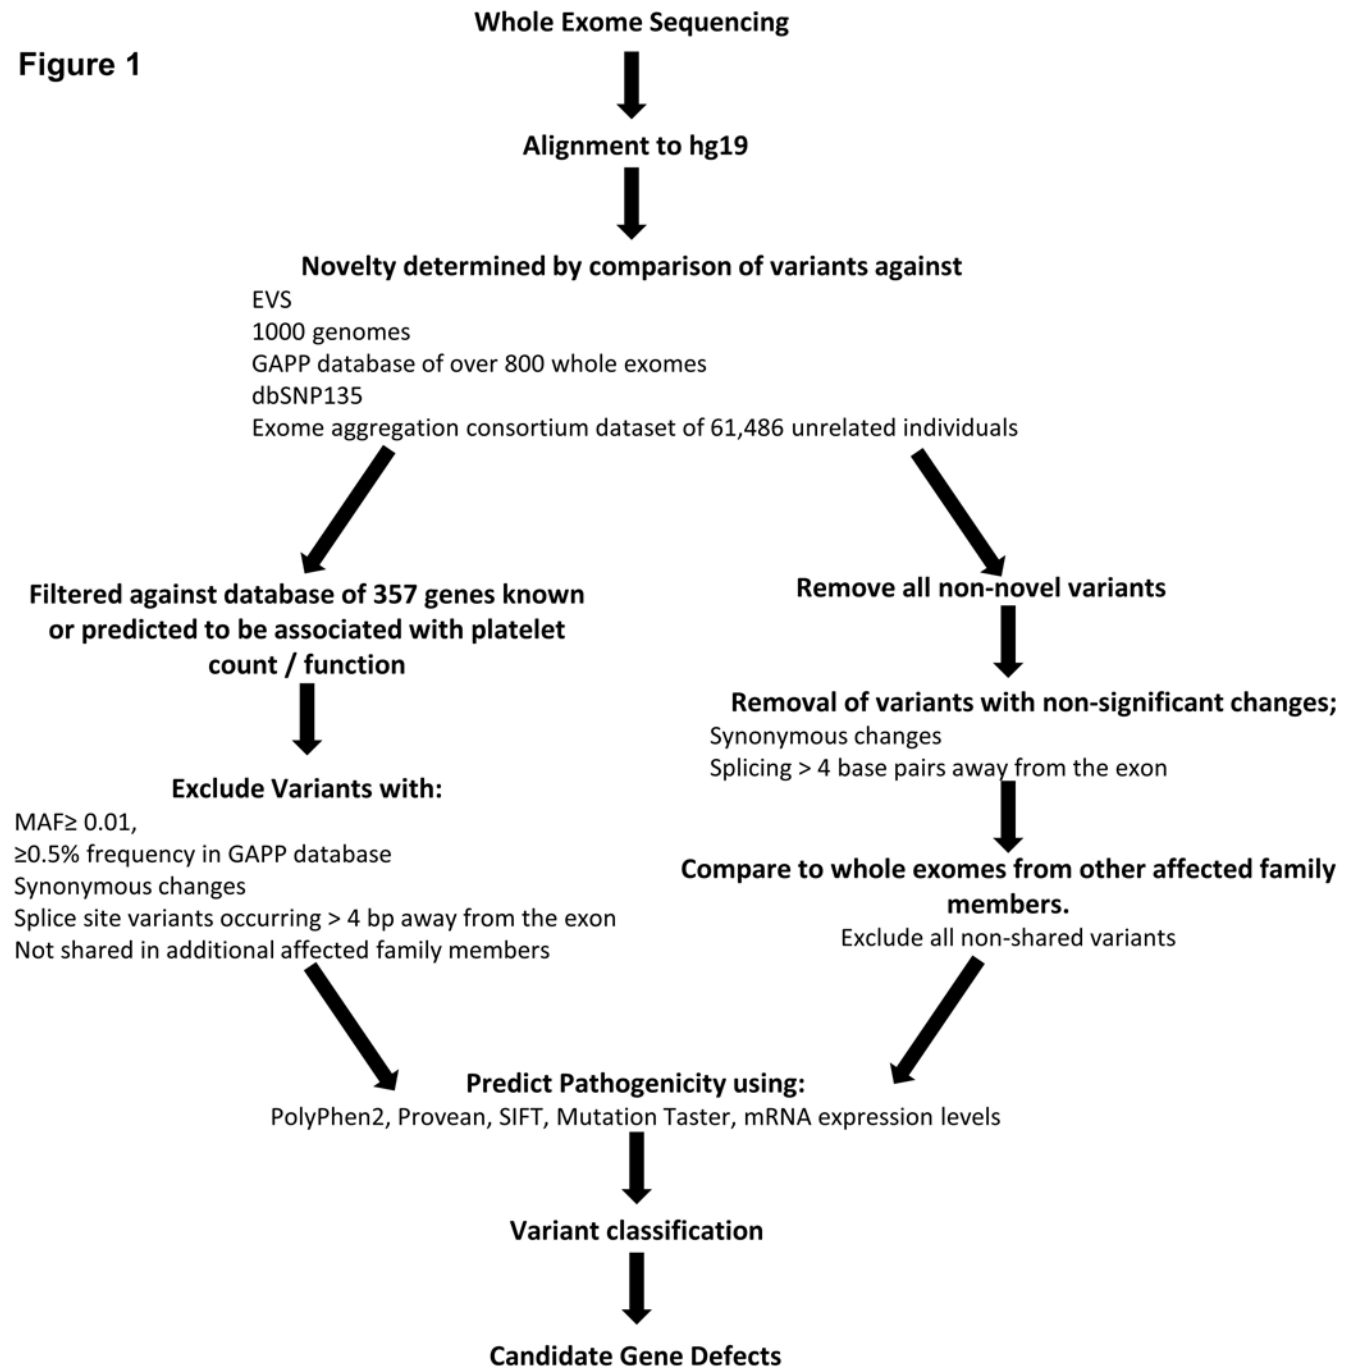 Figure 1
Whole Exome Sequencing
Alignment to hg19
Novelty determined by comparison of variants against
EVS
1000 genomes
GAPP database of over 800 whole exomes
dbSNP135
Exome aggregation consortium dataset of 61,486 unrelated individuals
Filtered against database of 357 genes known
or predicted to be associated with platelet
count / function
Exclude Variants with:
MAF≥ 0.01,
≥0.5% frequency in GAPP database
Synonymous changes
Splice site variants occurring > 4 bp away from the exon
Not shared in additional affected family members
Remove all non-novel variants
Removal of variants with non-significant changes;
Synonymous changes
Splicing > 4 base pairs away from the exon
Compare to whole exomes from other affected family
members.
Exclude all non-shared variants
Predict Pathogenicity using:
PolyPhen2, Provean, SIFT, Mutation Taster, mRNA expression levels
Variant classification
Candidate Gene Defects